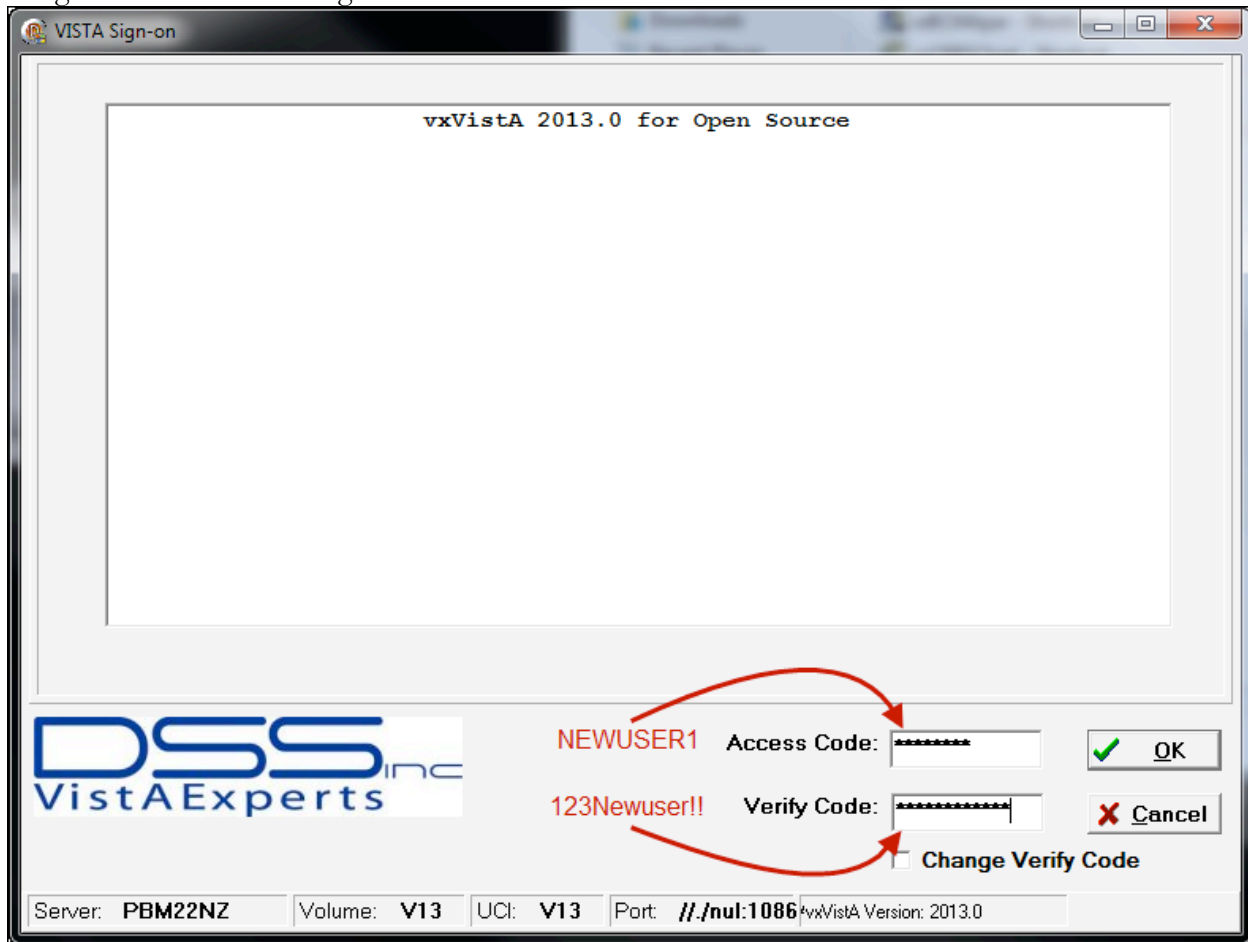 VISTA Sign-on
vxVistA 2013.0 for Open Source
DSS inc
VistAExperts
NEWUSER1 Access Code: ********
123Newuser!! Verify Code: ************
OK
Cancel
Change Verify Code
Server: PBM22NZ Volume: V13 UCI: V13 Port: //./nul:1086 vxVistA Version: 2013.0